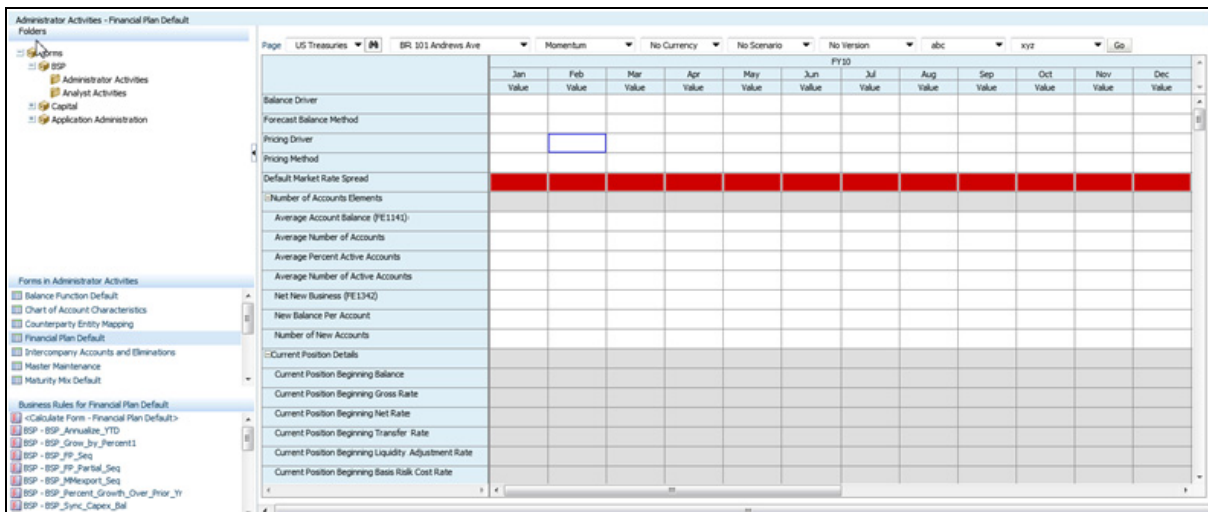 Administrator Activities - Financial Plan Default
Folders
Forms
BSP
Administrator Activities
Analyst Activities
Capital
Application Administration
Forms in Administrator Activities
Balance Function Default
Chart of Account Characteristics
Counterparty Entity Mapping
Financial Plan Default
Intercompany Accounts and Eliminations
Master Maintenance
Maturity Mix Default
Business Rules for Financial Plan Default
<Calculate Form - Financial Plan Default>
BSP - BSP_Annualize_YTD
BSP - BSP_Grow_by_Percent1
BSP - BSP_FP_Seq
BSP - BSP_FP_Partial_Seq
BSP - BSP_MMexport_Seq
BSP - BSP_Percent_Growth_Over_Prior_Yr
BSP - BSP_Sync_Capex_Bal
Page US Treasuries BR 101 Andrews Ave Momentum No Currency No Scenario No Version abc xyz Go
FY10
Jan Feb Mar Apr May Jun Jul Aug Sep Oct Nov Dec
Value Value Value Value Value Value Value Value Value Value Value Value
Balance Driver
Forecast Balance Method
Pricing Driver
Pricing Method
Default Market Rate Spread
Number of Accounts Elements
Average Account Balance (FE1141)
Average Number of Accounts
Average Percent Active Accounts
Average Number of Active Accounts
Net New Business (FE1342)
New Balance Per Account
Number of New Accounts
Current Position Details
Current Position Beginning Balance
Current Position Beginning Gross Raete
Current Position Beginning Net Rate
Current Position Beginning Transfer Rate
Current Position Beginning Liquidity Adjustment Rate
Current Position Beginning Basis Risik Cost Rate